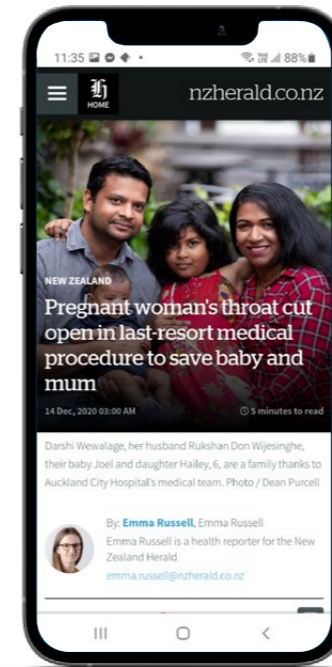 11:35 88%
HOME nzherald.co.nz
NEW ZEALAND
Pregnant woman's throat cut
open in last-resort medical
procedure to save baby and
mum
14 Dec, 2020 03:00 AM 5 minutes to read
Darshi Wewalage, her husband Rukshan Don Wijesinghe,
their baby Joel and daughter Hailey, 6, are a family thanks to
Auckland City Hospital's medical team. Photo / Dean Purcell
By: Emma Russell, Emma Russell
Emma Russell is a health reporter for the New
Zealand Herald
emma.russell@nzherald.co.nz